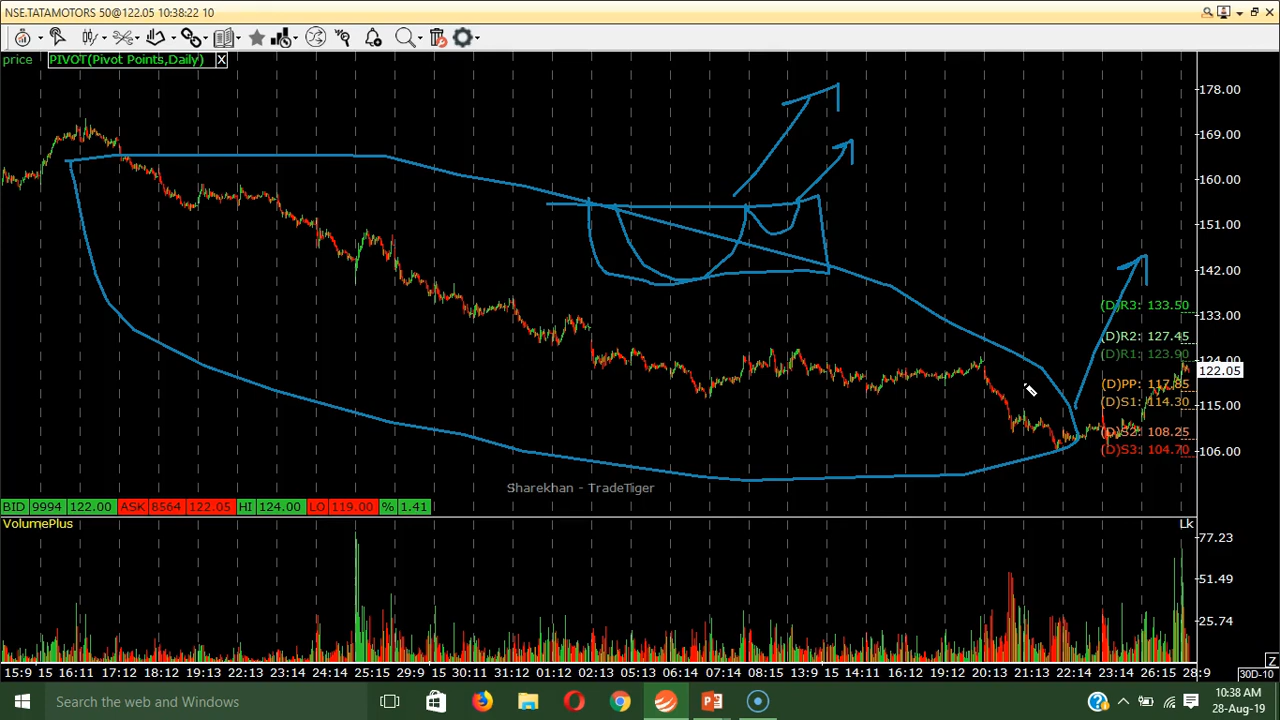 NSE.TATAMOTORS 50@122.05 10:38:22 10
price PIVOT(Pivot Points,Daily) X
178.00
169.00
160.00
151.00
142.00
(D)R3: 133.50
133.00
(D)R2: 127.45
(D)R1: 123.90
124.00
122.05
(D)PP: 117.85
(D)S1: 114.30
115.00
(D)S2: 108.25
(D)S3: 104.70
106.00
Sharekhan - TradeTiger
BID 9994 122.00 ASK 8564 122.05 HI 124.00 LO 119.00 % 1.41
VolumePlus Lk
77.23
51.49
25.74
Z
15:9 15 16:11 17:12 18:13 19:13 20:14 22:13 23:13 24:14 25:15 29:9 15 30:11 31:12 01:12 02:13 05:13 06:14 07:14 08:14 13:9 15 14:11 16:12 19:12 20:13 21:13 22:14 23:14 26:15 28:9 30D-10
Search the web and Windows
10:38 AM
28-Aug-19